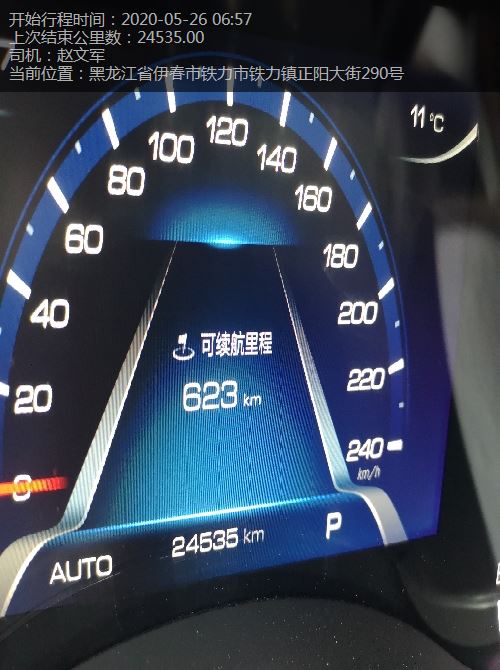 开始行程时间：2020-05-26 06:57
上次结束公里数：24535.00
司机：赵文军
当前位置：黑龙江省伊春市铁力市铁力镇正阳大街290号
11°C
120
100
140
80
160
60
180
40
200
可续航里程
220
20
623 km
240
km/h
0
24535 km
P
AUTO